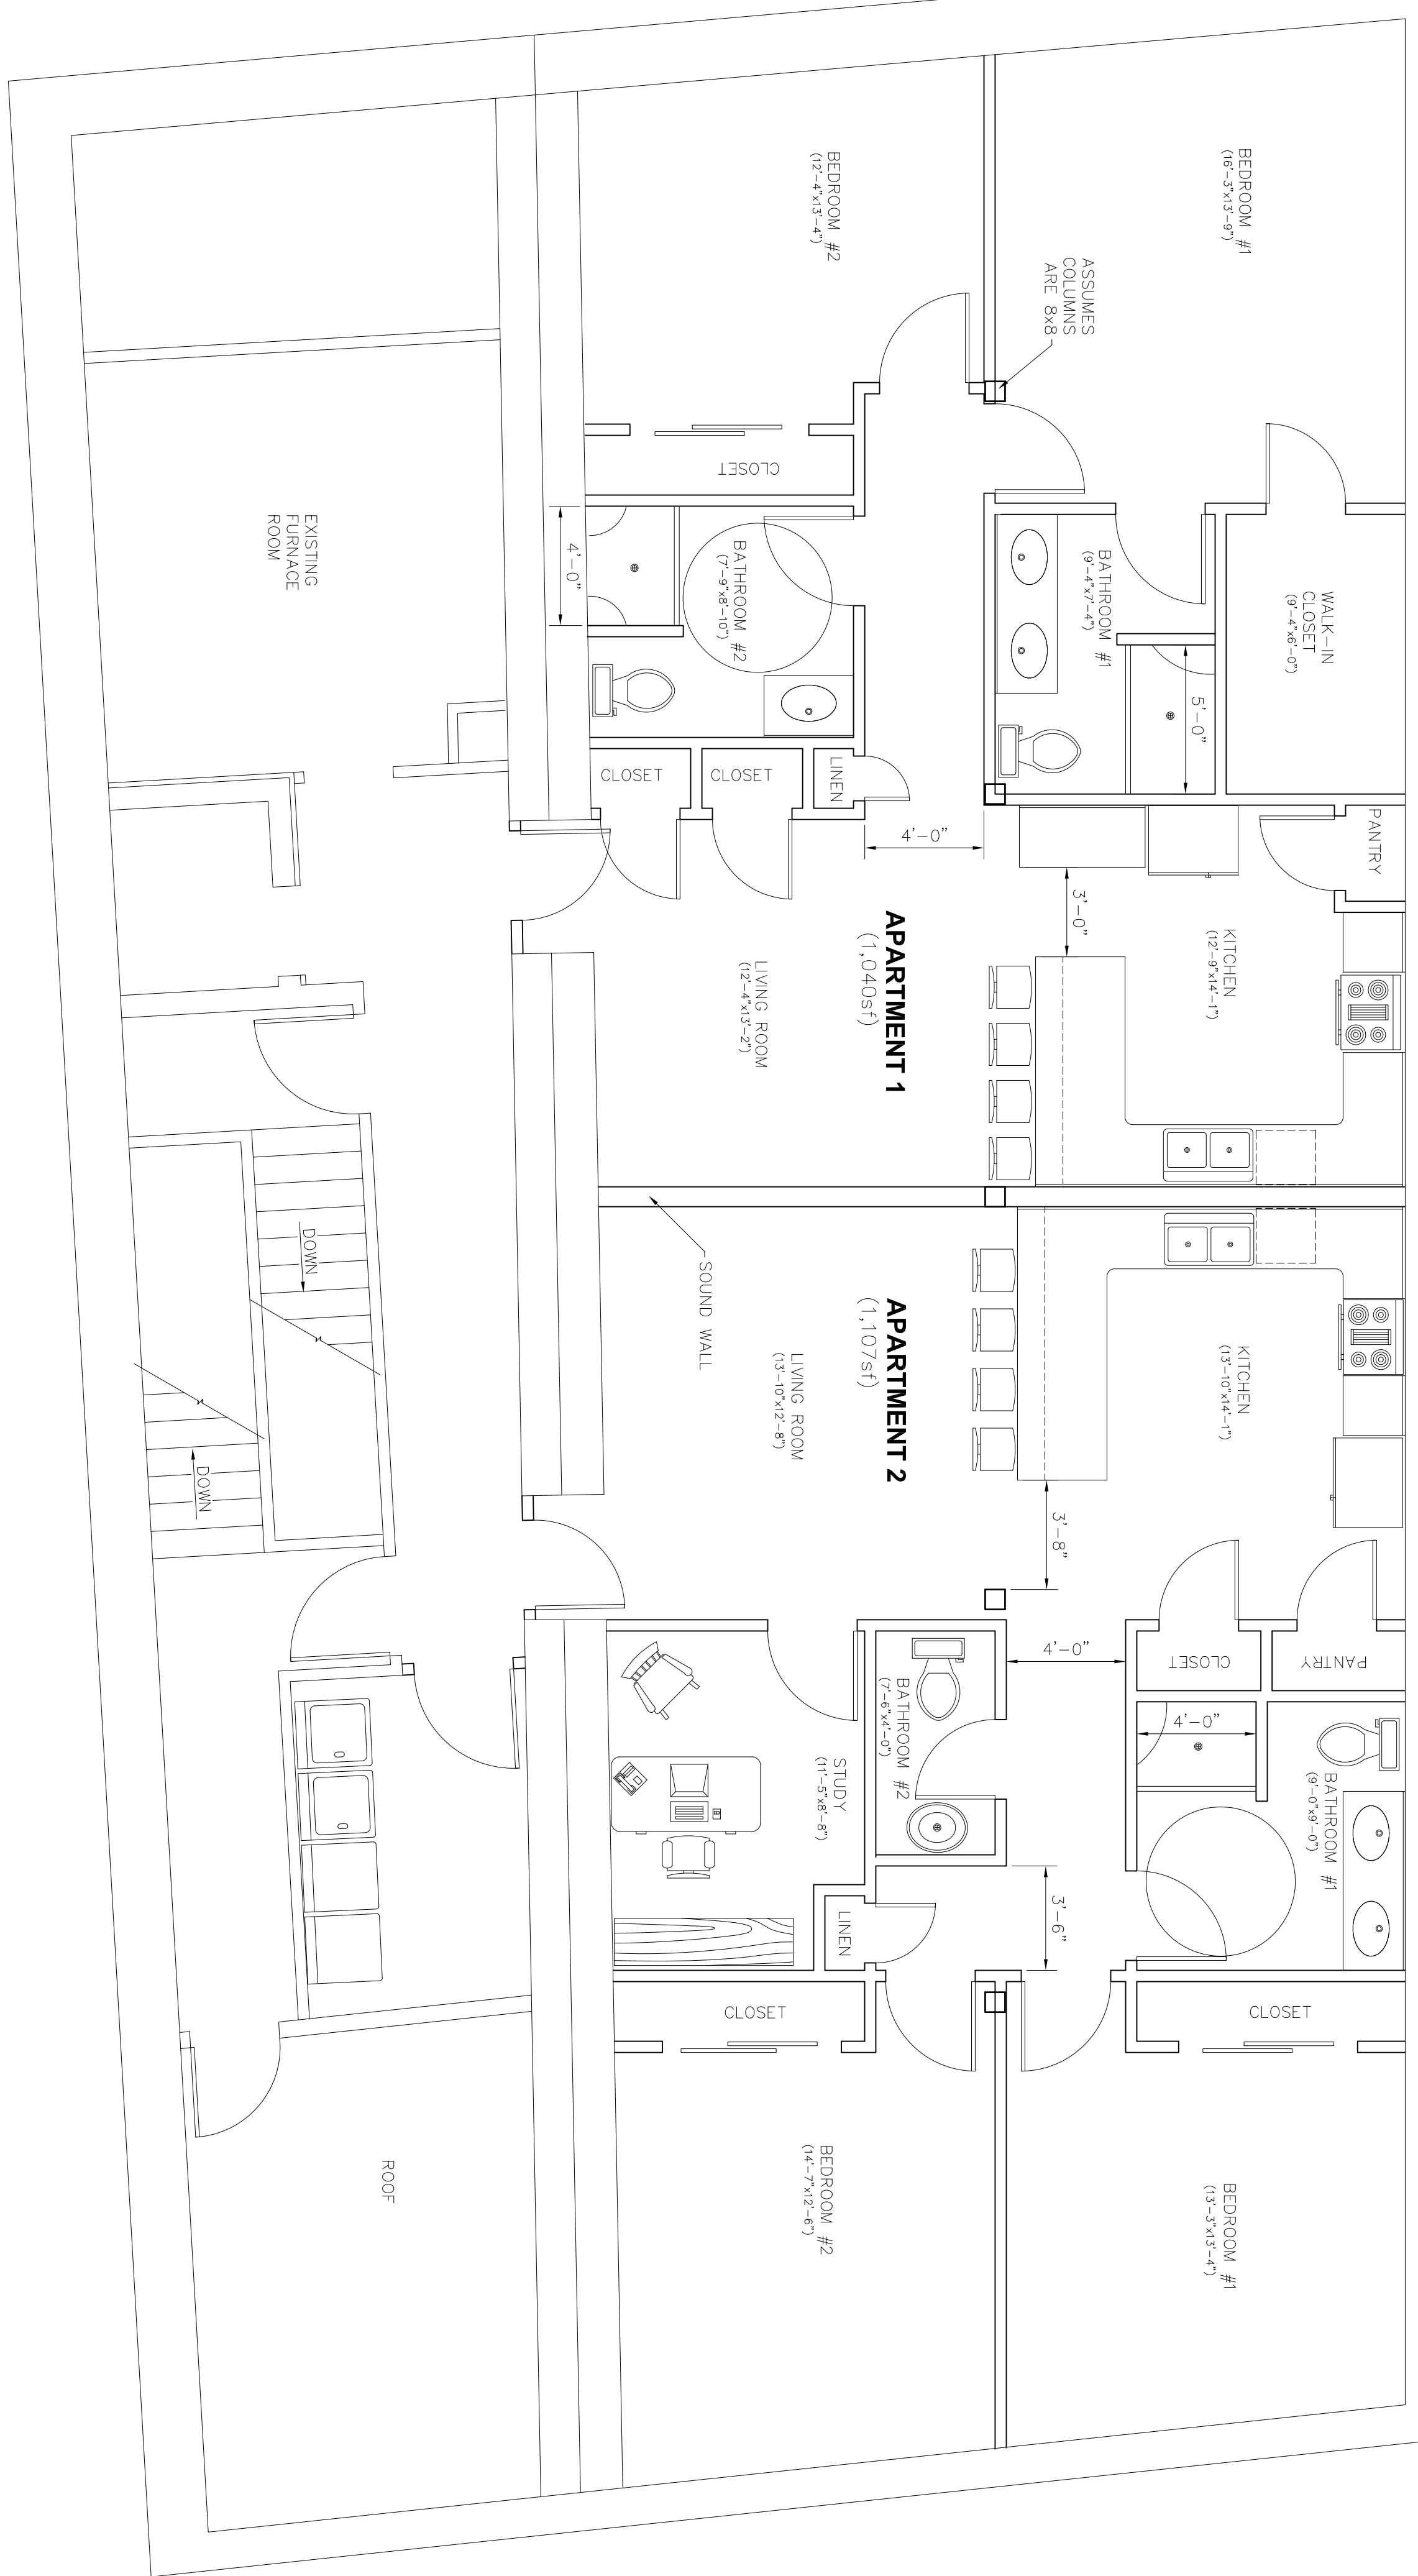 BEDROOM #1
(16'-3"x13'-9")
BEDROOM #2
(12'-4"x13'-4")
ASSUMES
COLUMNS
ARE 8x8
WALK-IN
CLOSET
(9'-4"x6'-0")
BATHROOM #1
(9'-4"x7'-4")
5'-0"
CLOSET
BATHROOM #2
(7'-9"x8'-10")
4'-0"
EXISTING
FURNACE
ROOM
PANTRY
LINEN
CLOSET
CLOSET
4'-0"
3'-0"
KITCHEN
(12'-9"x14'-1")
APARTMENT 1
(1,040sf)
LIVING ROOM
(12'-4"x13'-2")
SOUND WALL
DOWN
DOWN
KITCHEN
(13'-10"x14'-1")
APARTMENT 2
(1,107sf)
LIVING ROOM
(13'-10"x12'-8")
3'-8"
4'-0"
PANTRY
CLOSET
4'-0"
BATHROOM #1
(9'-0"x9'-0")
BATHROOM #2
(7'-6"x4'-0")
STUDY
(11'-5"x8'-8")
3'-6"
LINEN
CLOSET
CLOSET
BEDROOM #1
(13'-3"x13'-4")
BEDROOM #2
(14'-7"x12'-6")
ROOF